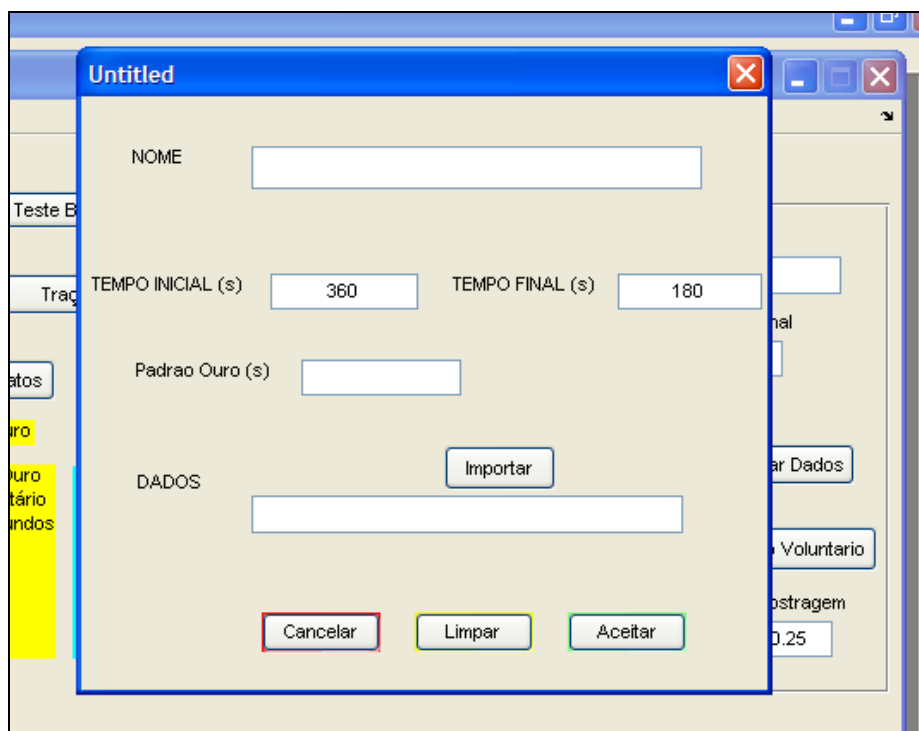 Untitled
NOME
Teste B
TEMPO INICIAL (s) 360 TEMPO FINAL (s) 180
Traç
nal
Padrao Ouro (s)
atos
uro
Importar
ar Dados
Ouro
DADOS
tário
undos
Voluntario
ostragem
Cancelar Limpar Aceitar
0.25